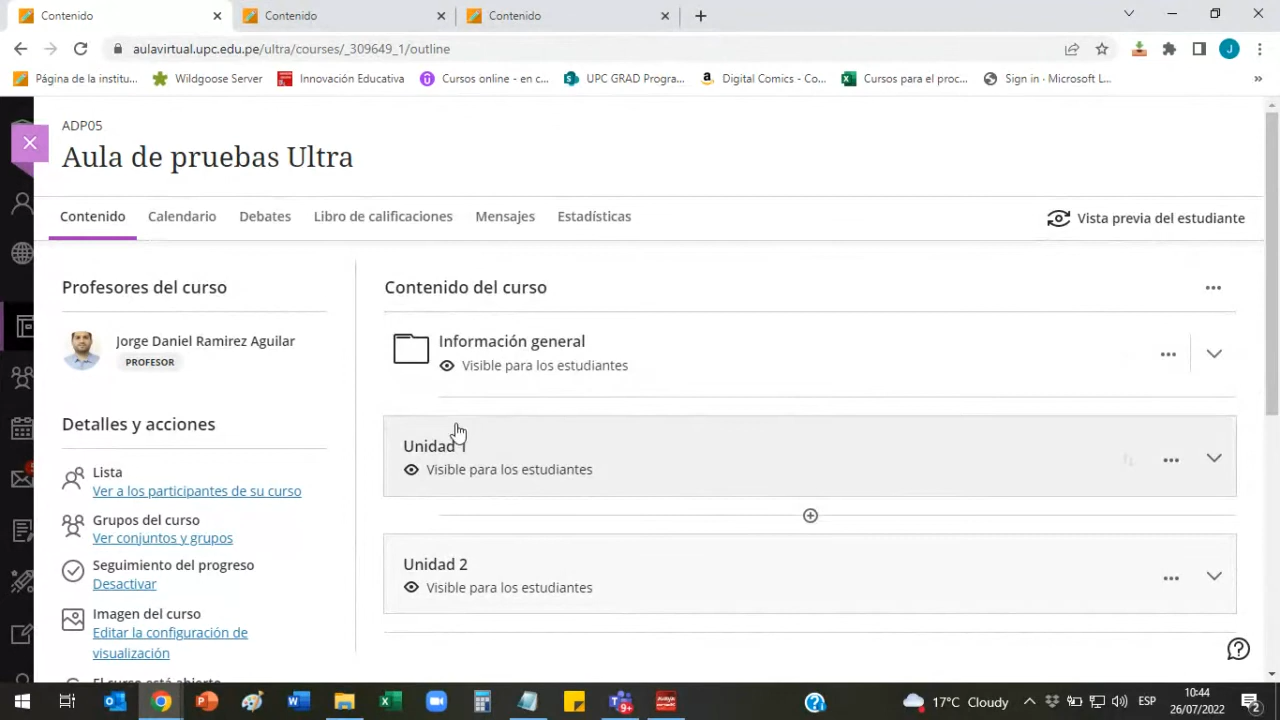 Contenido
Contenido
Contenido
aulavirtual.upc.edu.pe/ultra/courses/_309649_1/outline
J
Página de la institu...
Wildgoose Server
Innovación Educativa
Cursos online - en c...
UPC GRAD Progra...
Digital Comics - Co...
Cursos para el proc...
Sign in · Microsoft L...
»
ADP05
Aula de pruebas Ultra
Contenido
Calendario
Debates
Libro de calificaciones
Mensajes
Estadísticas
Vista previa del estudiante
Profesores del curso
Jorge Daniel Ramirez Aguilar
PROFESOR
Detalles y acciones
Lista
Ver a los participantes de su curso
Grupos del curso
Ver conjuntos y grupos
Seguimiento del progreso
Desactivar
Imagen del curso
Editar la configuración de
visualización
El curso está abierto
Contenido del curso
Información general
Visible para los estudiantes
Unidad 1
Visible para los estudiantes
Unidad 2
Visible para los estudiantes
9+
17°C Cloudy
ESP
10:44
26/07/2022
2